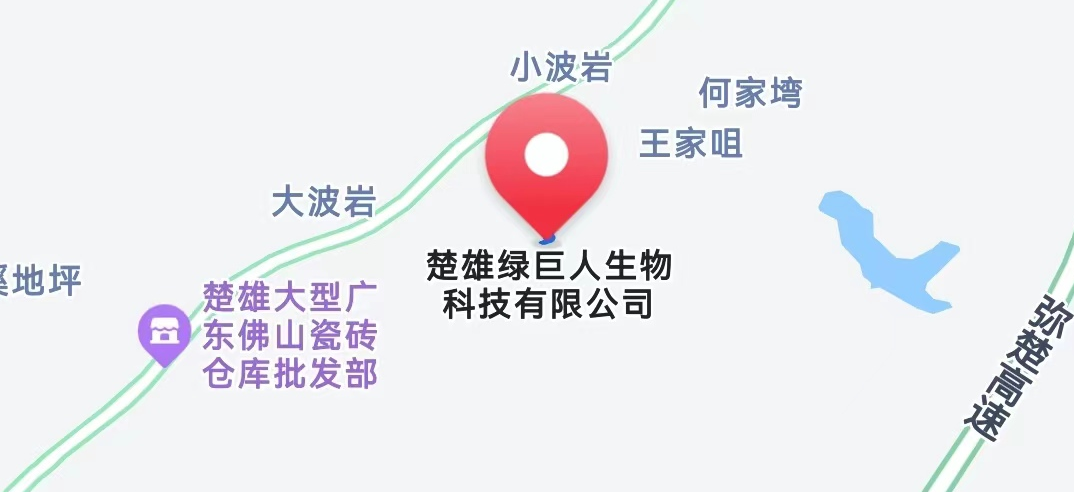 小波岩
何家塆
王家咀
大波岩
楚雄绿巨人生物
科技有限公司
溪地坪
楚雄大型广
东佛山瓷砖
仓库批发部
弥楚高速